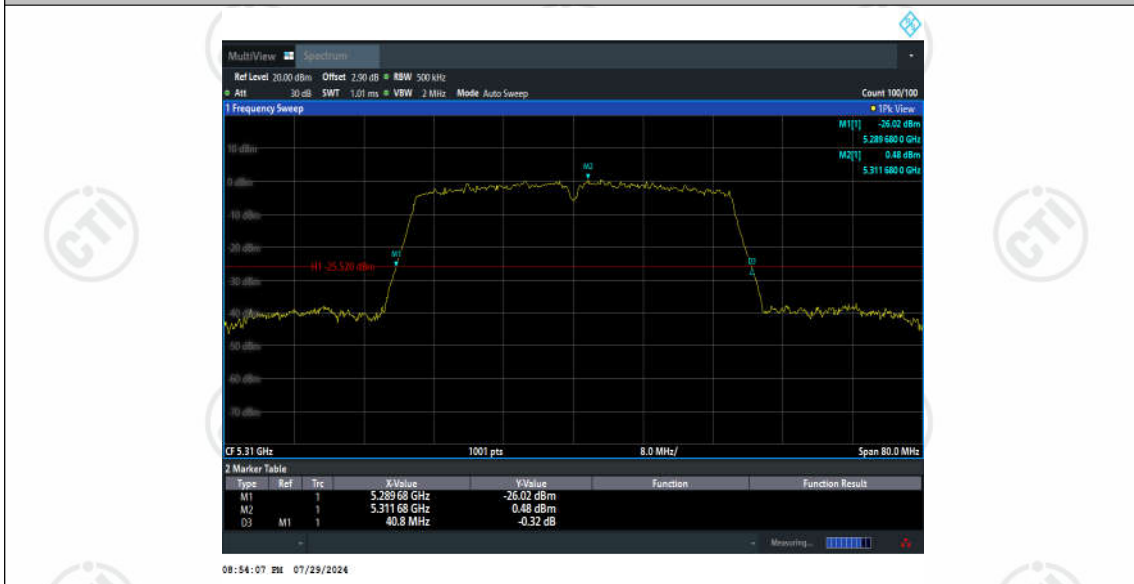 MultiView Spectrum
Ref Level 20.00 dBm Offset 2.90 dB RBW 500 kHz
Att 30 dB SWT 1.01 ms VBW 2 MHz Mode Auto Sweep Count 100/100
1 Frequency Sweep 1Pk View
M1[1] -26.02 dBm
5.289 680 0 GHz
M2[1] 0.48 dBm
5.311 680 0 GHz
10 dBm
M2
0 dBm
-10 dBm
-20 dBm
M1
D3
H1 -25.520 dBm
-30 dBm
-40 dBm
-50 dBm
-60 dBm
-70 dBm
CF 5.31 GHz 1001 pts 8.0 MHz/ Span 80.0 MHz
2 Marker Table
Type Ref Trc X-Value Y-Value Function Function Result
M1 1 5.289 68 GHz -26.02 dBm
M2 1 5.311 68 GHz 0.48 dBm
D3 M1 1 40.8 MHz -0.32 dB
Measuring...
08:54:07 PM 07/29/2024
CTI
CTI